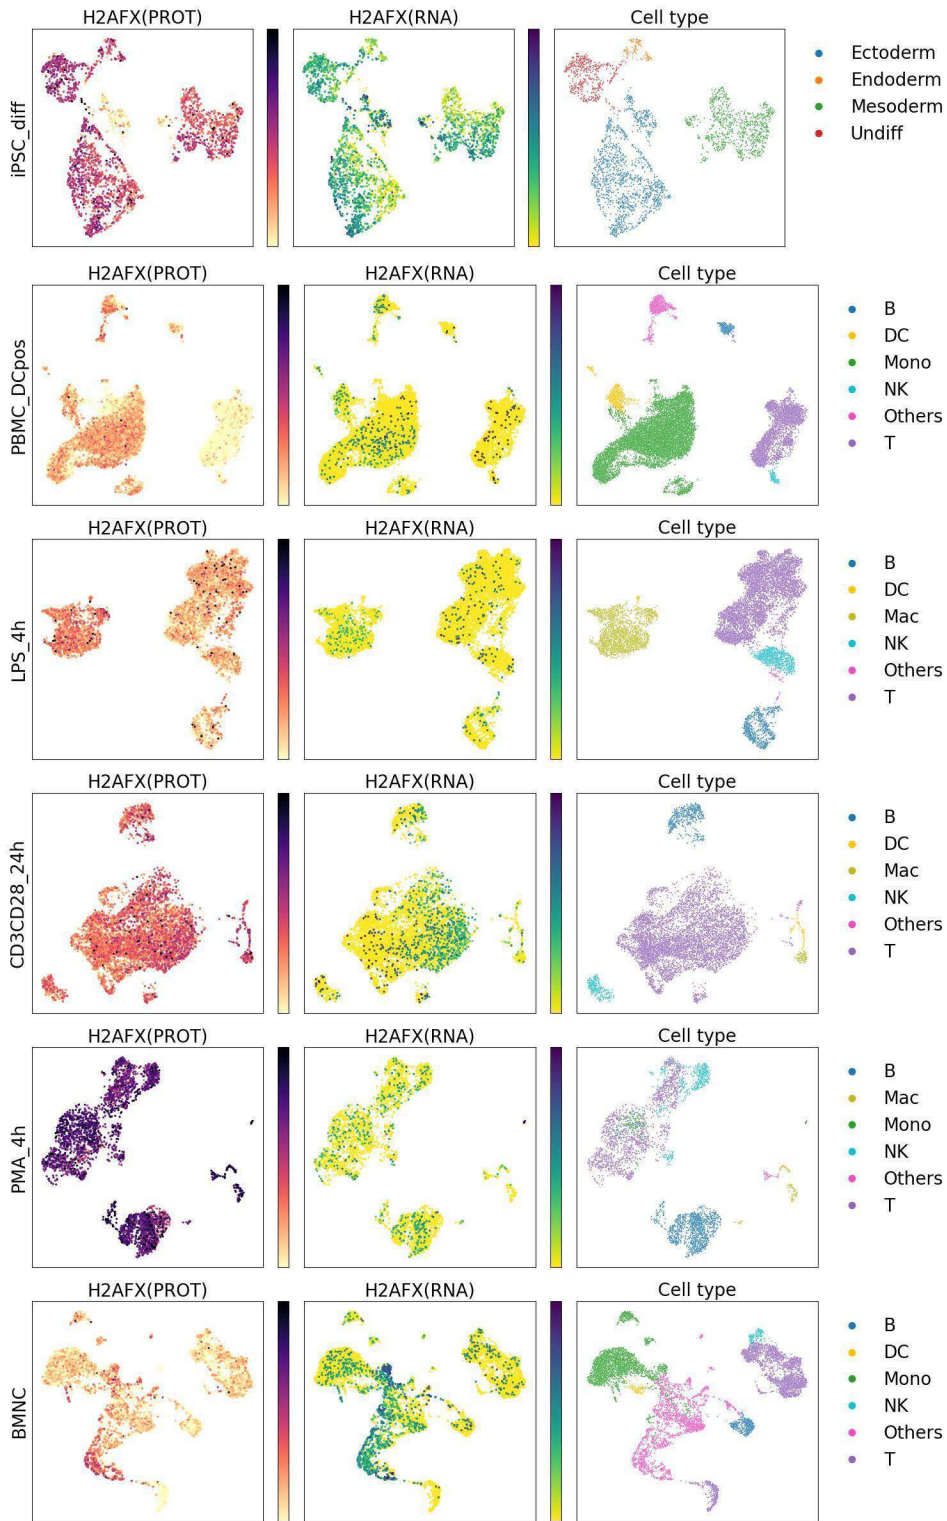 H2AFX(PROT) H2AFX(RNA) Cell type
iPSC_diff
Ectoderm
Endoderm
Mesoderm
Undiff
H2AFX(PROT) H2AFX(RNA) Cell type
PBMC_DCpos
B
DC
Mono
NK
Others
T
H2AFX(PROT) H2AFX(RNA) Cell type
LPS_4h
B
DC
Mac
NK
Others
T
H2AFX(PROT) H2AFX(RNA) Cell type
CD3CD28_24h
B
DC
Mac
NK
Others
T
H2AFX(PROT) H2AFX(RNA) Cell type
PMA_4h
B
Mac
Mono
NK
Others
T
H2AFX(PROT) H2AFX(RNA) Cell type
BMNC
B
DC
Mono
NK
Others
T